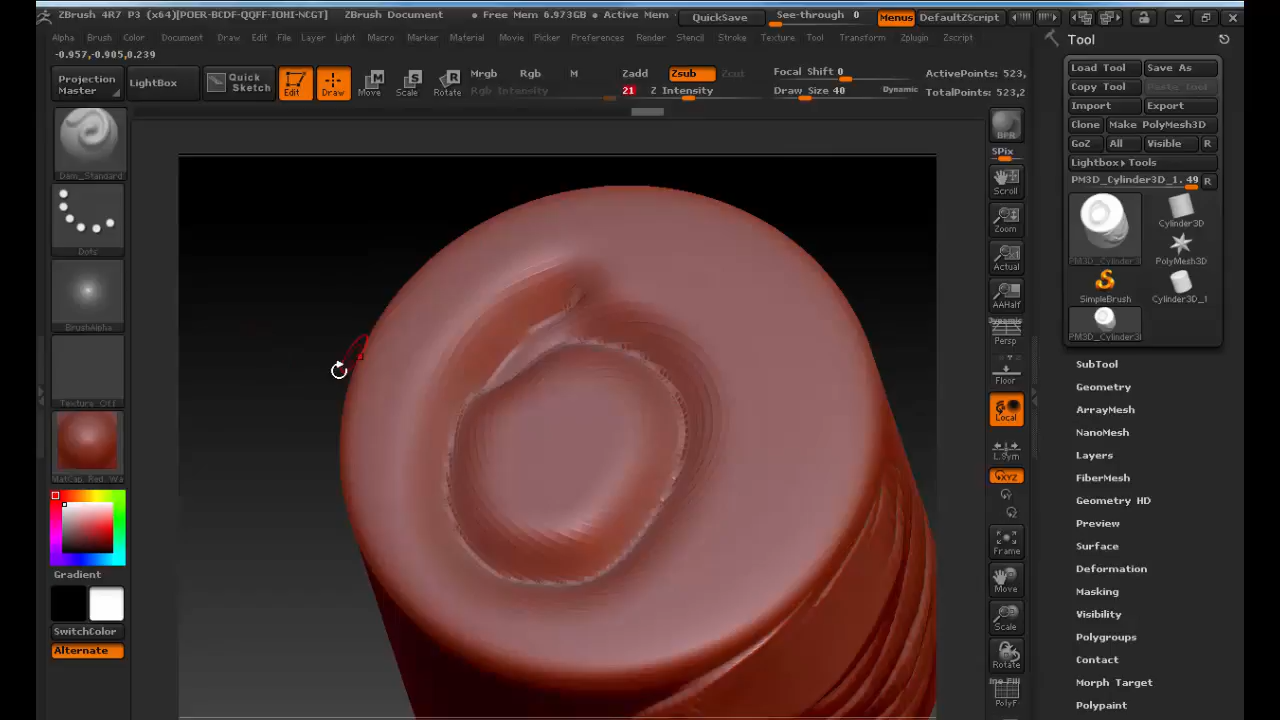 ZBrush 4R7 P3 (x64)[POER-BCDF-QQFF-IOHI-NCGT] ZBrush Document • Free Mem 6.973GB • Active Mem QuickSave See-through 0 Menus DefaultZScript
Alpha Brush Color Document Draw Edit File Layer Light Macro Marker Material Movie Picker Preferences Render Stencil Stroke Texture Tool Transform Zplugin Zscript
-0.957,-0.905,0.239
Projection Master LightBox Quick Sketch Edit Draw Move Scale Rotate
Mrgb Rgb M Zadd Zsub Zcut Focal Shift 0 ActivePoints: 523,
Rgb Intensity 21 Z Intensity Draw Size 40 Dynamic TotalPoints: 523,2
Dam_Standard
Dots
BrushAlpha
Texture Off
MatCap Red Wa
Gradient
SwitchColor
Alternate
BPR
SPix
Scroll
Zoom
Actual
AAHalf
Dynamic
Persp
Floor
Local
L.Sym
XYZ
Frame
Move
Scale
Rotate
PolyF
Tool
Load Tool Save As
Copy Tool Paste Tool
Import Export
Clone Make PolyMesh3D
GoZ All Visible R
Lightbox▸Tools
PM3D_Cylinder3D_1. 49 R
PM3D_Cylinder3 Cylinder3D
PolyMesh3D
SimpleBrush Cylinder3D_1
PM3D_Cylinder3
SubTool
Geometry
ArrayMesh
NanoMesh
Layers
FiberMesh
Geometry HD
Preview
Surface
Deformation
Masking
Visibility
Polygroups
Contact
Morph Target
Polypaint